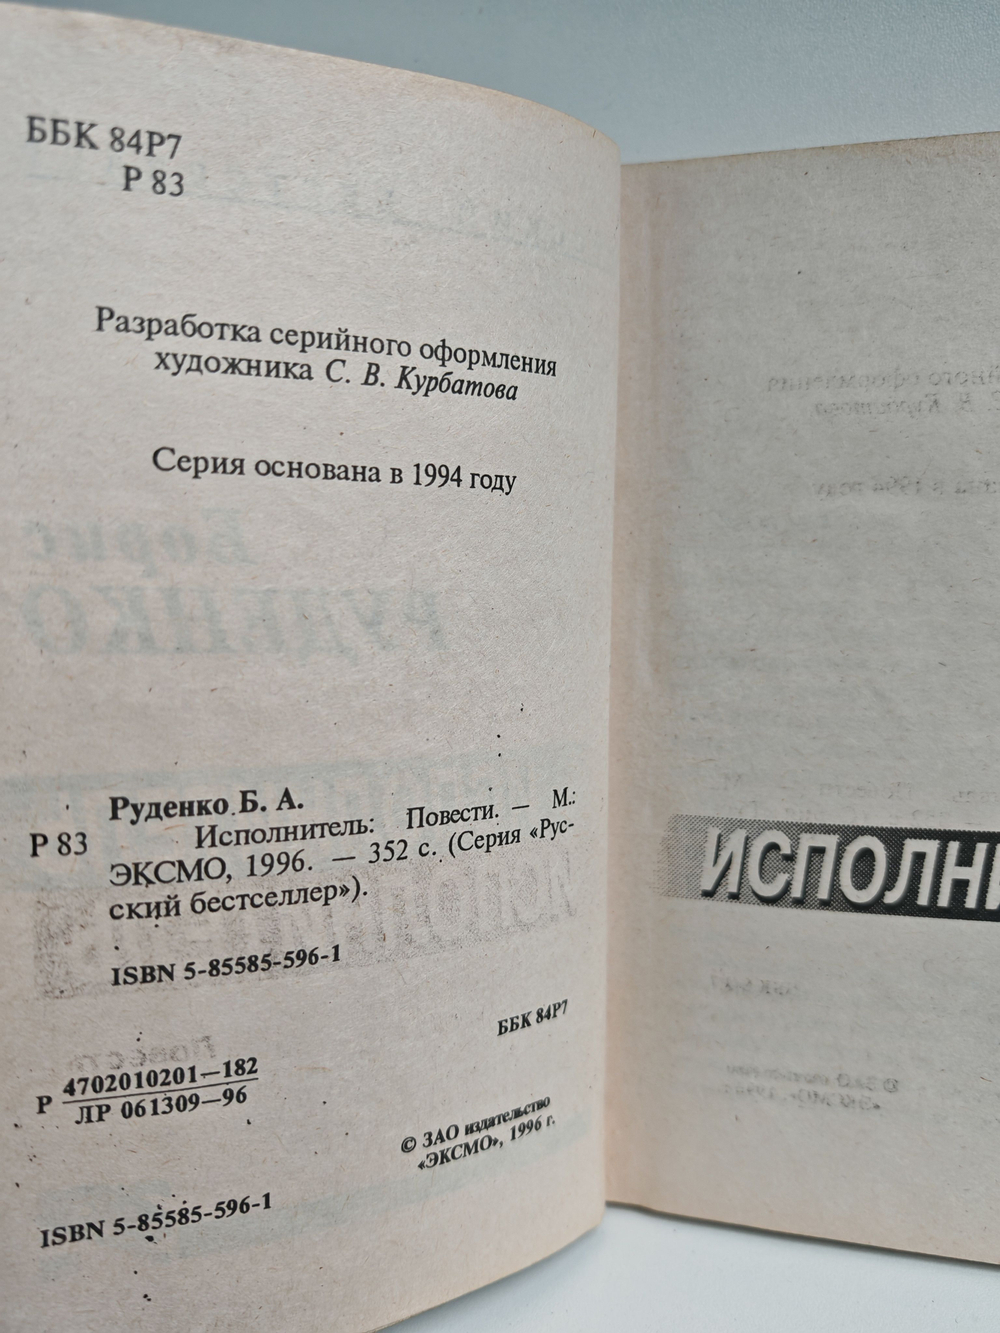 ББК 84Р7
Р 83
Разработка серийного оформления
художника С. В. Курбатова
Серия основана в 1994 году
Руденко Б. А.
Р 83 Исполнитель: Повести. — М.:
ЭКСМО, 1996. — 352 с. (Серия «Рус-
ский бестселлер»).
ISBN 5-85585-596-1
ББК 84Р7
Р 4702010201—182
ЛР 061309—96
© ЗАО издательство
«ЭКСМО», 1996 г.
ISBN 5-85585-596-1
ИСПОЛНИ